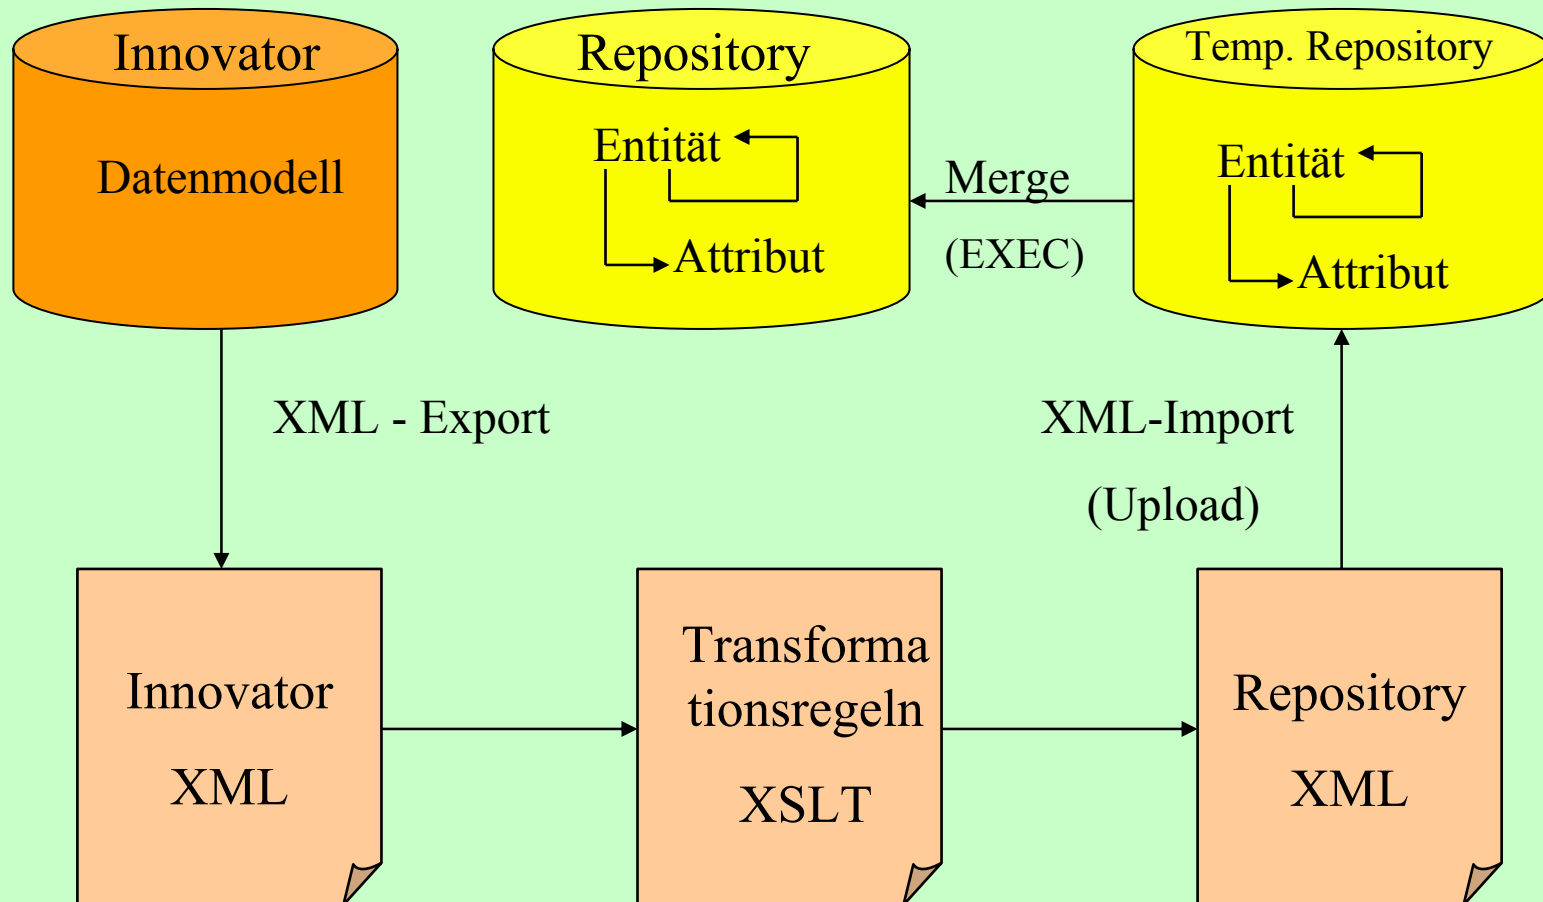 Innovator
Datenmodell
Repository
Entität
Attribut
Merge
(EXEC)
Temp. Repository
Entität
Attribut
XML - Export
XML-Import
(Upload)
Innovator
XML
Transforma
tionsregeln
XSLT
Repository
XML